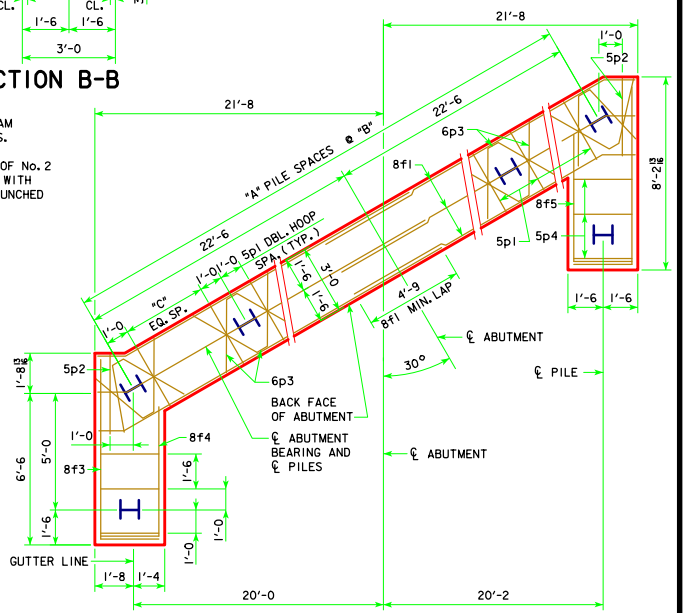 CL.
CL.
1'-6
1'-6
3'-0
CTION B-B
AM
S.
OF No. 2
WITH
UNCHED
21'-8
1'-0
5p2
21'-8
22'-6
"A" PILE SPACES @ "B"
6p3
8f1
8'-2 13/16
22'-6
8f5
5p4
5p1
1'-0
1'-0
5p1 DBL. HOOP
SPA. (TYP.)
"C"
EQ. SP.
1'-0
1'-6
3'-0
1'-6
4'-9
8f1 MIN. LAP
1'-6
1'-6
℄ ABUTMENT
30°
℄ PILE
1'-8 13/16
5p2
6p3
BACK FACE
OF ABUTMENT
1'-0
8f4
℄ ABUTMENT
BEARING AND
℄ PILES
℄ ABUTMENT
6'-6
5'-0
8f3
1'-6
1'-6
1'-0
1'-0
GUTTER LINE
1'-8
1'-4
20'-0
20'-2